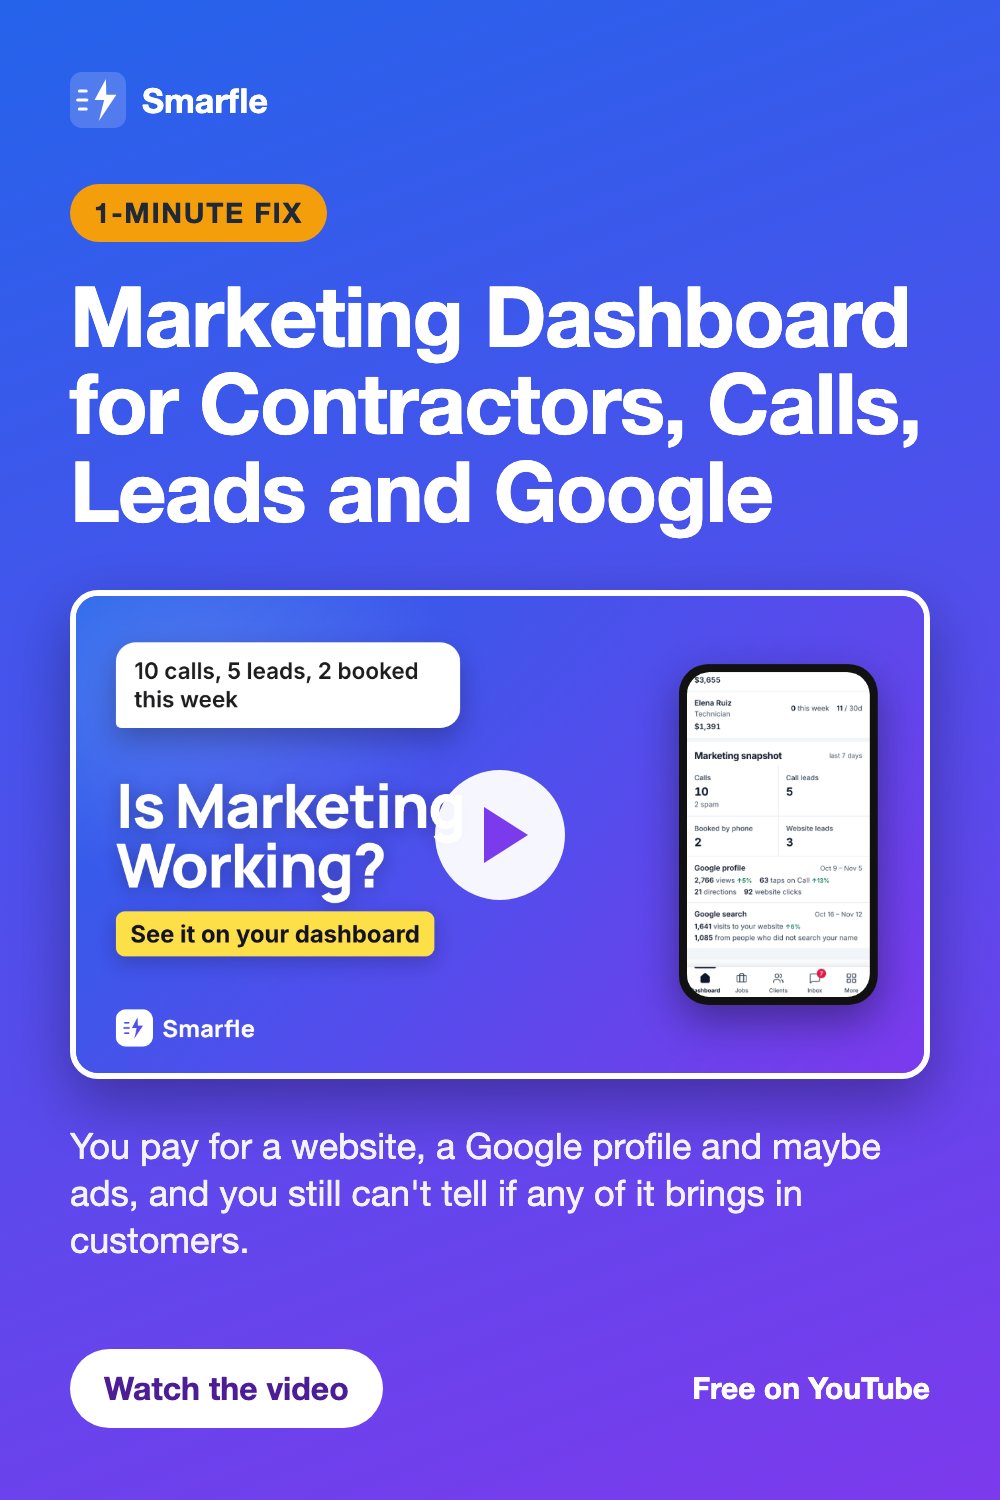 Smarfle
1-MINUTE FIX
Marketing Dashboard
for Contractors, Calls,
Leads and Google
10 calls, 5 leads, 2 booked
this week
Is Marketing
Working?
See it on your dashboard
Smarfle
$3,655
Elena Ruiz
Technician
0 this week 11 / 30d
$1,391
Marketing snapshot last 7 days
Calls Call leads
10 5
2 spam
Booked by phone Website leads
2 3
Google profile Oct 9 – Nov 5
2,766 views ↑5% 63 taps on Call ↑13%
21 directions 92 website clicks
Google search Oct 16 – Nov 12
1,641 visits to your website ↑6%
1,085 from people who did not search your name
7
ashboard Jobs Clients Inbox More
You pay for a website, a Google profile and maybe
ads, and you still can't tell if any of it brings in
customers.
Watch the video
Free on YouTube